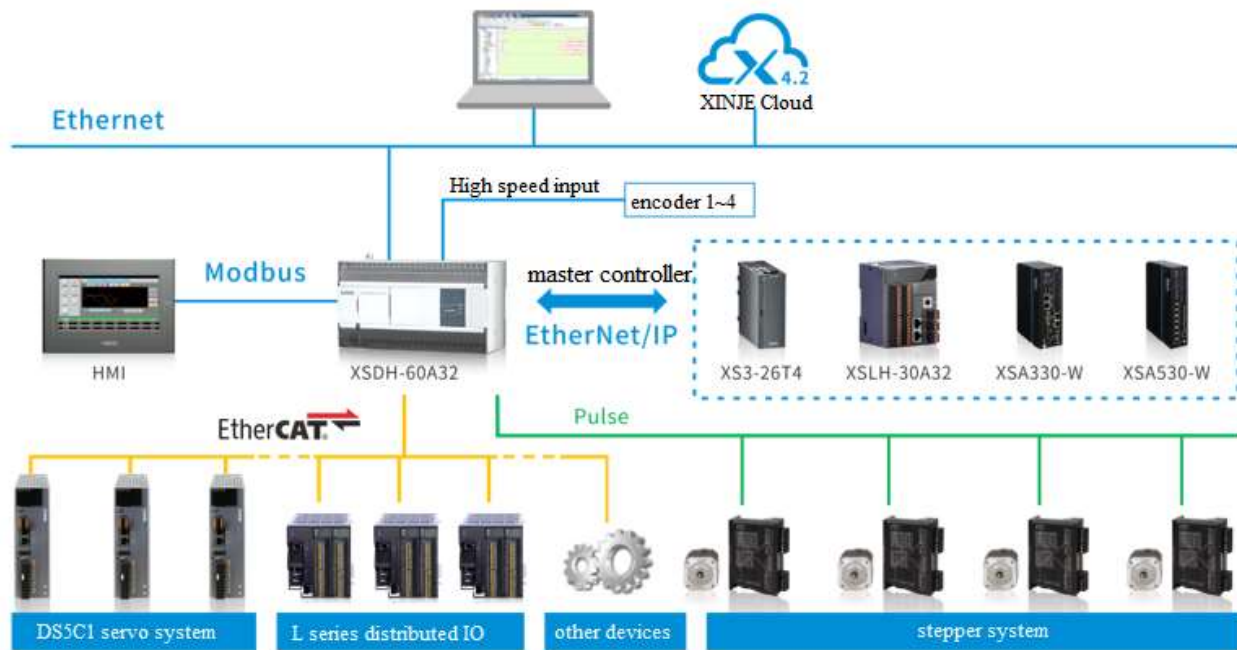 4.2
XINJE Cloud
Ethernet
High speed input
encoder 1~4
Modbus
master controller
EtherNet/IP
HMI
XSDH-60A32
XS3-26T4
XSLH-30A32
XSA330-W
XSA530-W
EtherCAT
Pulse
DS5C1 servo system
L series distributed IO
other devices
stepper system